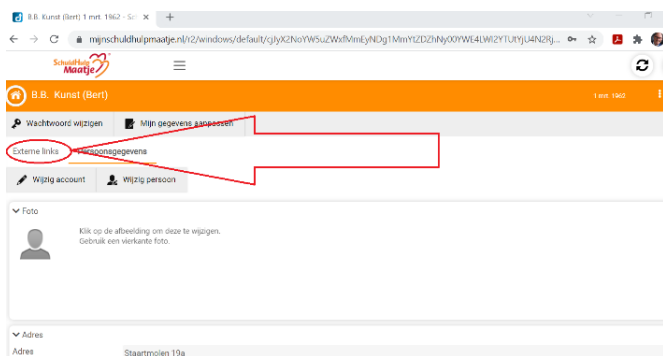 B.B. Kunst (Bert) 1 mrt. 1962 - Sc
mijnschuldhulpmaatje.nl/r2/windows/default/
SchuldHulp
Maatje
B.B. Kunst (Bert)
1 mrt. 1962
Wachtwoord wijzigen
Mijn gegevens aanpassen
Externe links
Persoonsgegevens
Wijzig account
Wijzig persoon
Foto
Klik op de afbeelding om deze te wijzigen.
Gebruik een vierkante foto.
Adres
Adres
Staartmolen 19a